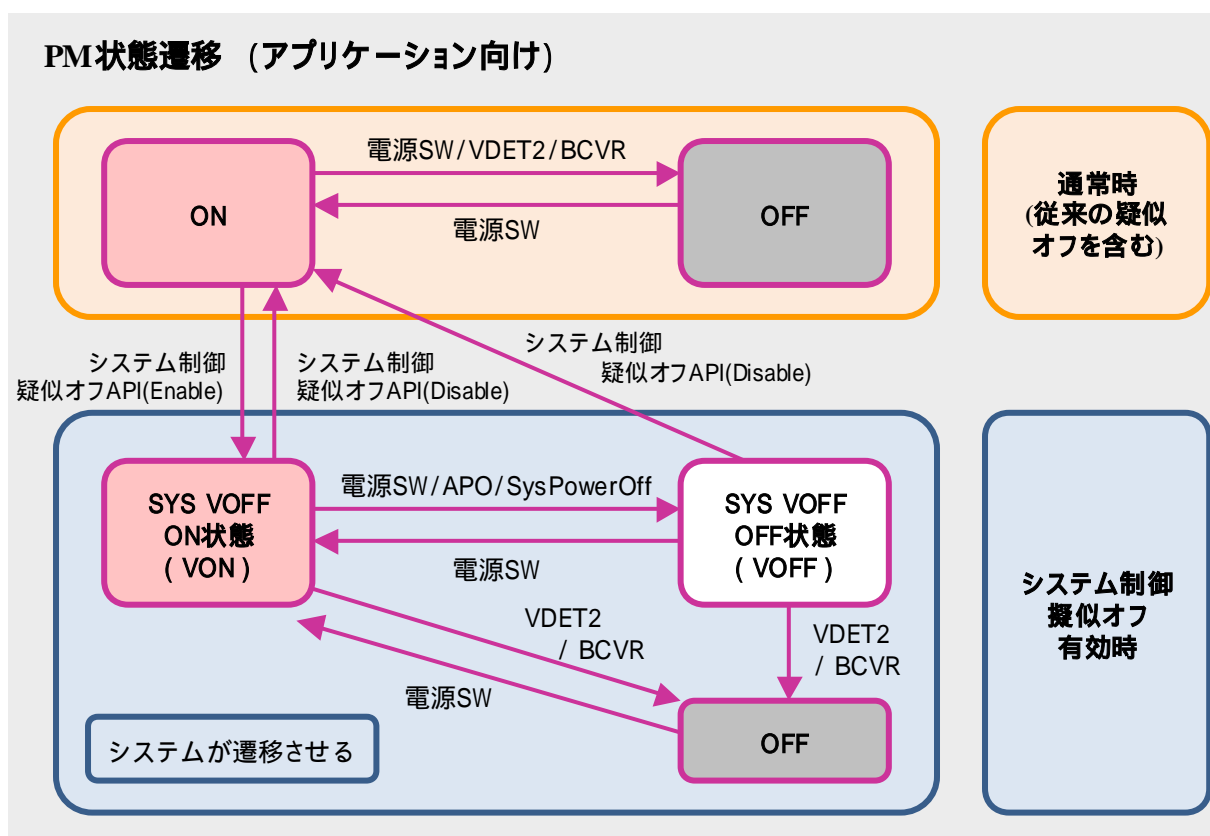 PM状態遷移 (アプリケーション向け)
電源SW/VDET2/BCVR
ON
OFF
電源SW
通常時
(従来の疑似
オフを含む)
システム制御
疑似オフAPI(Enable)
システム制御
疑似オフAPI(Disable)
システム制御
疑似オフAPI(Disable)
SYS VOFF
ON状態
( VON )
電源SW/APO/SysPowerOff
電源SW
SYS VOFF
OFF状態
( VOFF )
システム制御
擬似オフ
有効時
VDET2
/ BCVR
VDET2
/ BCVR
電源SW
OFF
システムが遷移させる